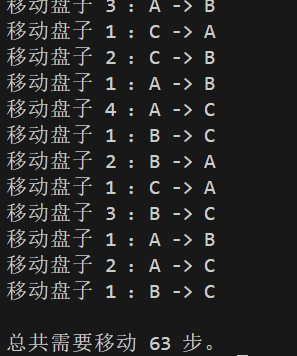 移动盘子 3 : A -> B
移动盘子 1 : C -> A
移动盘子 2 : C -> B
移动盘子 1 : A -> B
移动盘子 4 : A -> C
移动盘子 1 : B -> C
移动盘子 2 : B -> A
移动盘子 1 : C -> A
移动盘子 3 : B -> C
移动盘子 1 : A -> B
移动盘子 2 : A -> C
移动盘子 1 : B -> C
总共需要移动 63 步。